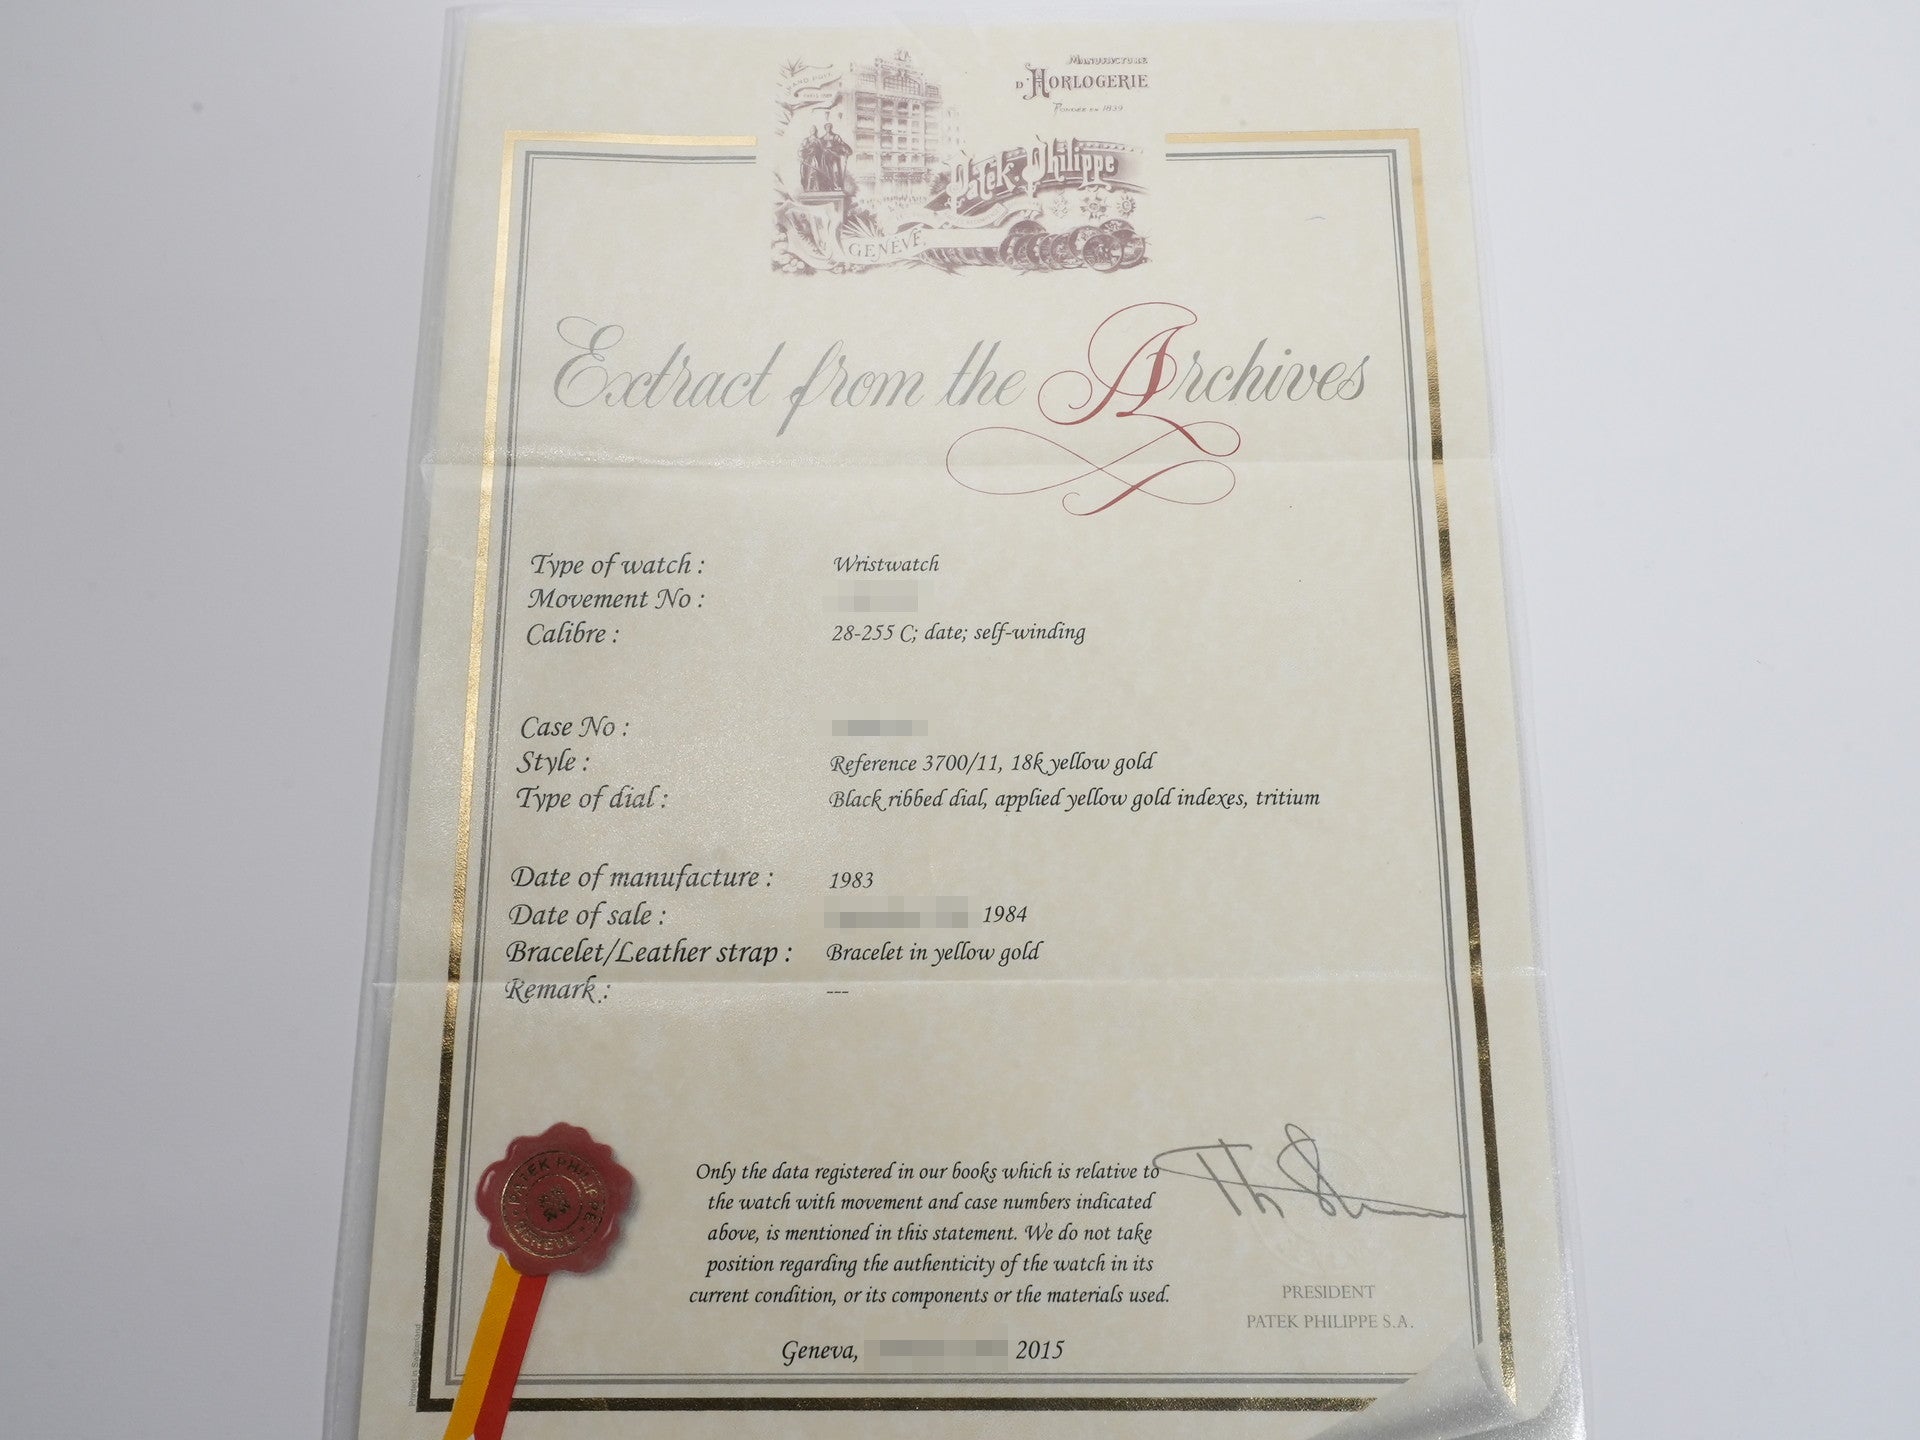 MANUFACTURE
D'HORLOGERIE
FONDÉE EN 1839
Patek Philippe
GENÈVE
Extract from the Archives
Type of watch : Wristwatch
Movement No :
Calibre : 28-255 C; date; self-winding
Case No :
Style : Reference 3700/11, 18k yellow gold
Type of dial : Black ribbed dial, applied yellow gold indexes, tritium
Date of manufacture : 1983
Date of sale : 1984
Bracelet/Leather strap : Bracelet in yellow gold
Remark : ---
PATEK PHILIPPE
GENEVE
Only the data registered in our books which is relative to
the watch with movement and case numbers indicated
above, is mentioned in this statement. We do not take
position regarding the authenticity of the watch in its
current condition, or its components or the materials used.
PRESIDENT
PATEK PHILIPPE S.A.
Geneva, 2015
Printed in Switzerland